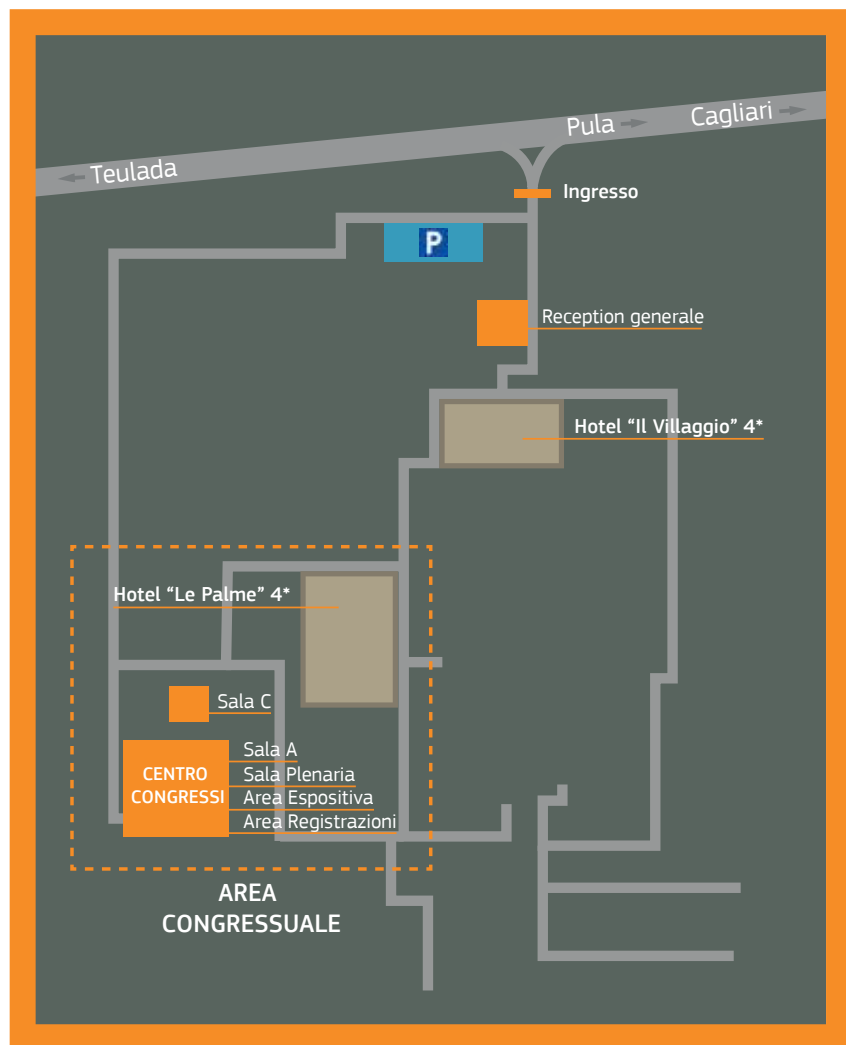 Pula
Cagliari
Teulada
Ingresso
P
Reception generale
Hotel “Il Villaggio” 4*
Hotel “Le Palme” 4*
Sala C
CENTRO
CONGRESSI
Sala A
Sala Plenaria
Area Espositiva
Area Registrazioni
AREA
CONGRESSUALE